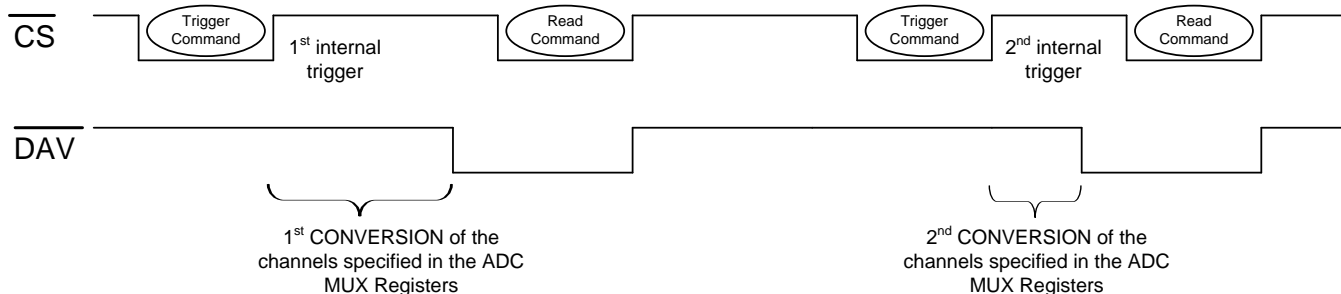 CS
Trigger
Command
1st internal
trigger
Read
Command
Trigger
Command
2nd internal
trigger
Read
Command
DAV
1st CONVERSION of the
channels specified in the ADC
MUX Registers
2nd CONVERSION of the
channels specified in the ADC
MUX Registers